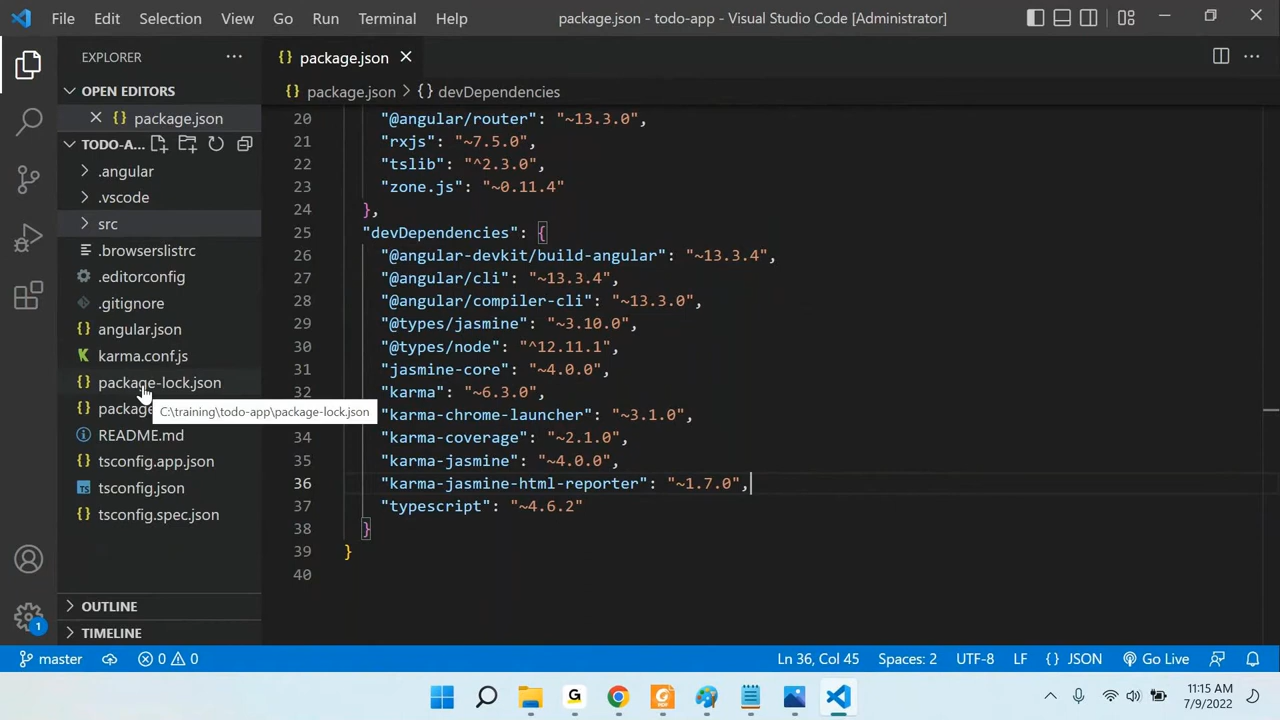 File Edit Selection View Go Run Terminal Help package.json - todo-app - Visual Studio Code [Administrator]
EXPLORER
OPEN EDITORS
package.json
TODO-A...
.angular
.vscode
src
.browserslistrc
.editorconfig
.gitignore
angular.json
karma.conf.js
package-lock.json
package
C:\training\todo-app\package-lock.json
README.md
tsconfig.app.json
tsconfig.json
tsconfig.spec.json
OUTLINE
TIMELINE
{} package.json
{} package.json > {} devDependencies
20 "@angular/router": "~13.3.0",
21 "rxjs": "~7.5.0",
22 "tslib": "^2.3.0",
23 "zone.js": "~0.11.4"
24 },
25 "devDependencies": {
26 "@angular-devkit/build-angular": "~13.3.4",
27 "@angular/cli": "~13.3.4",
28 "@angular/compiler-cli": "~13.3.0",
29 "@types/jasmine": "~3.10.0",
30 "@types/node": "^12.11.1",
31 "jasmine-core": "~4.0.0",
32 "karma": "~6.3.0",
"karma-chrome-launcher": "~3.1.0",
34 "karma-coverage": "~2.1.0",
35 "karma-jasmine": "~4.0.0",
36 "karma-jasmine-html-reporter": "~1.7.0",
37 "typescript": "~4.6.2"
38 }
39 }
40
1
master 0 0 Ln 36, Col 45 Spaces: 2 UTF-8 LF {} JSON Go Live
G
PDF
11:15 AM
7/9/2022